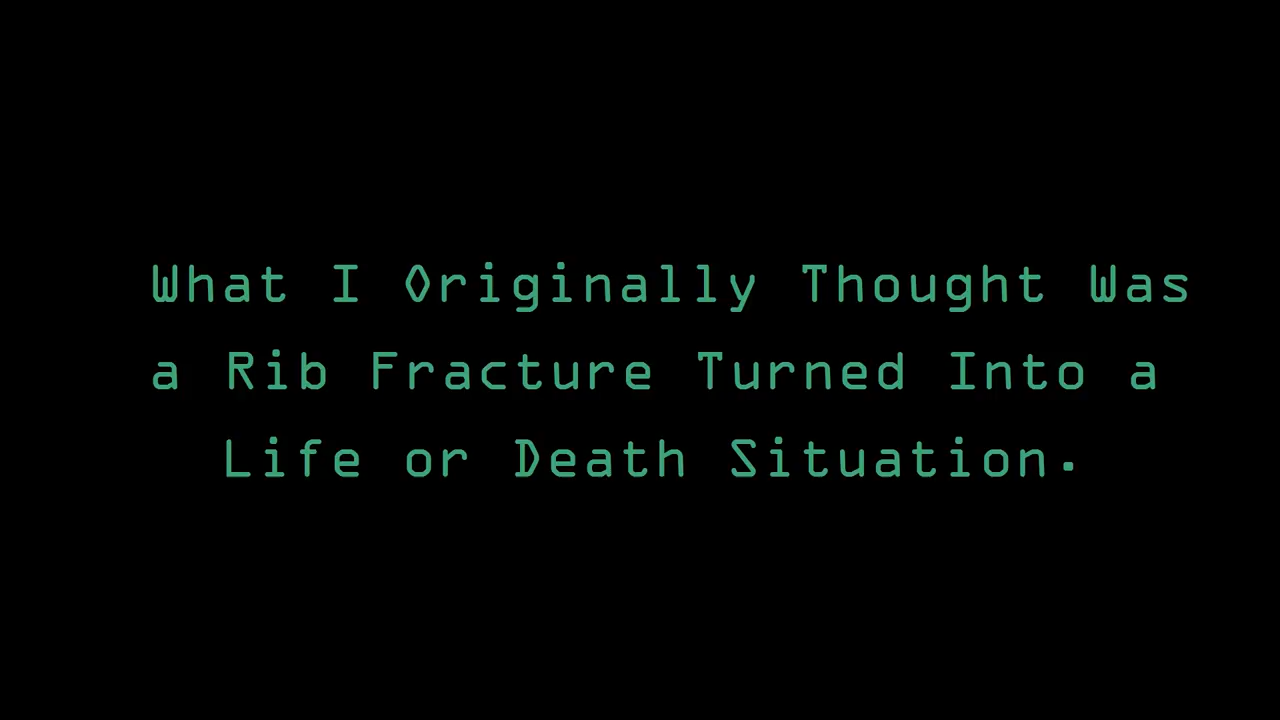 What I Originally Thought Was
a Rib Fracture Turned Into a
Life or Death Situation.